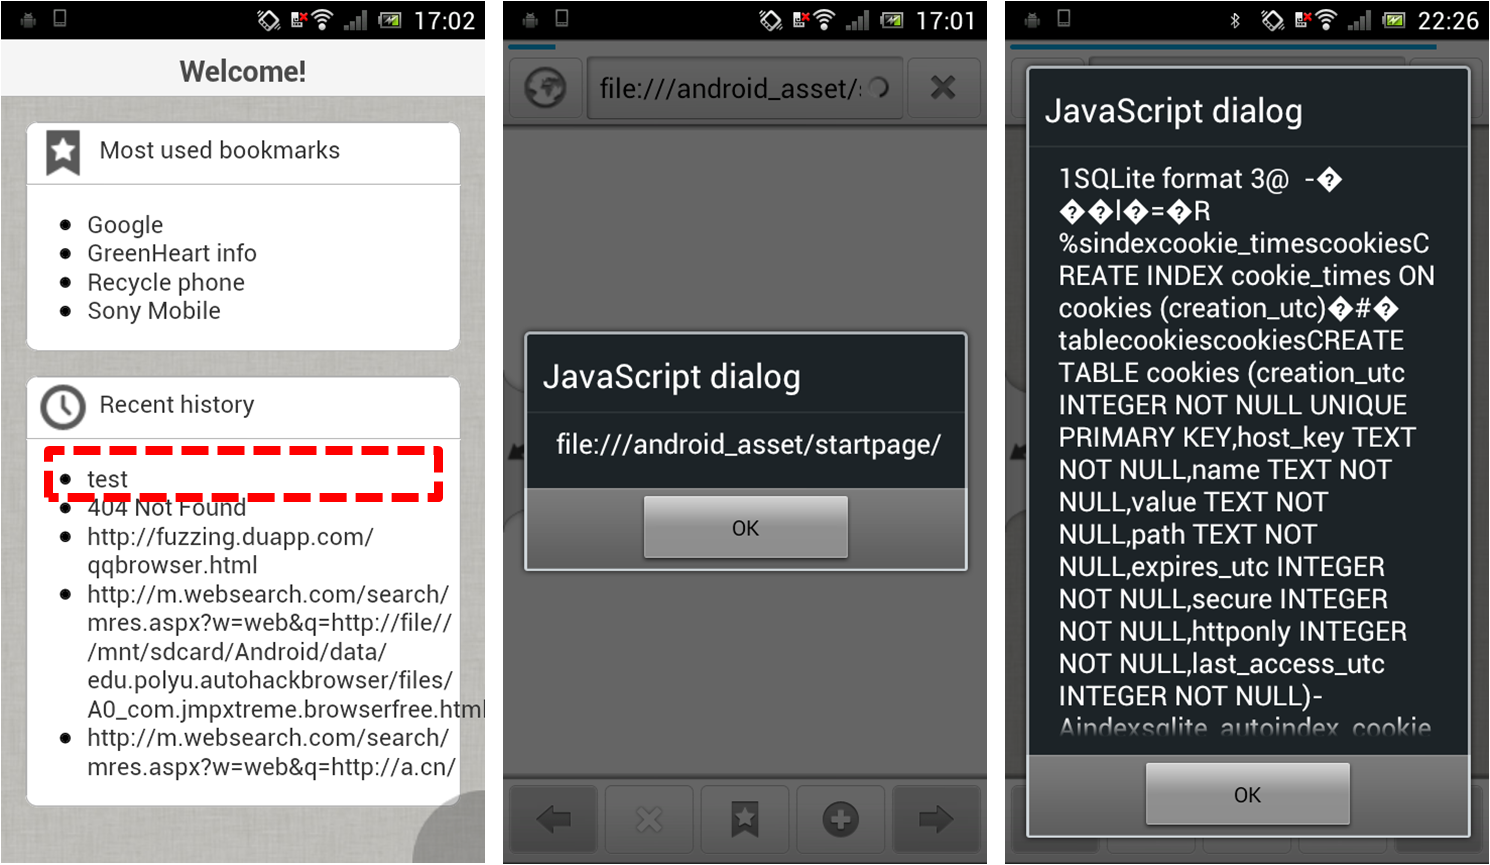 17:02
Welcome!
Most used bookmarks
Google
GreenHeart info
Recycle phone
Sony Mobile
Recent history
test
404 Not Found
http://fuzzing.duapp.com/
qqbrowser.html
http://m.websearch.com/search/
mres.aspx?w=web&q=http://file//
/mnt/sdcard/Android/data/
edu.polyu.autohackbrowser/files/
A0_com.jmpxtreme.browserfree.html
http://m.websearch.com/search/
mres.aspx?w=web&q=http://a.cn/
17:01
file:///android_asset/
JavaScript dialog
file:///android_asset/startpage/
OK
22:26
JavaScript dialog
1SQLite format 3@ -�
��l�=�R
%sindexcookie_timescookiesC
REATE INDEX cookie_times ON
cookies (creation_utc)�#�
tablecookiescookiesCREATE
TABLE cookies (creation_utc
INTEGER NOT NULL UNIQUE
PRIMARY KEY,host_key TEXT
NOT NULL,name TEXT NOT
NULL,value TEXT NOT
NULL,path TEXT NOT
NULL,expires_utc INTEGER
NOT NULL,secure INTEGER
NOT NULL,httponly INTEGER
NOT NULL,last_access_utc
INTEGER NOT NULL)-
Aindexsqlite_autoindex_cookie
OK